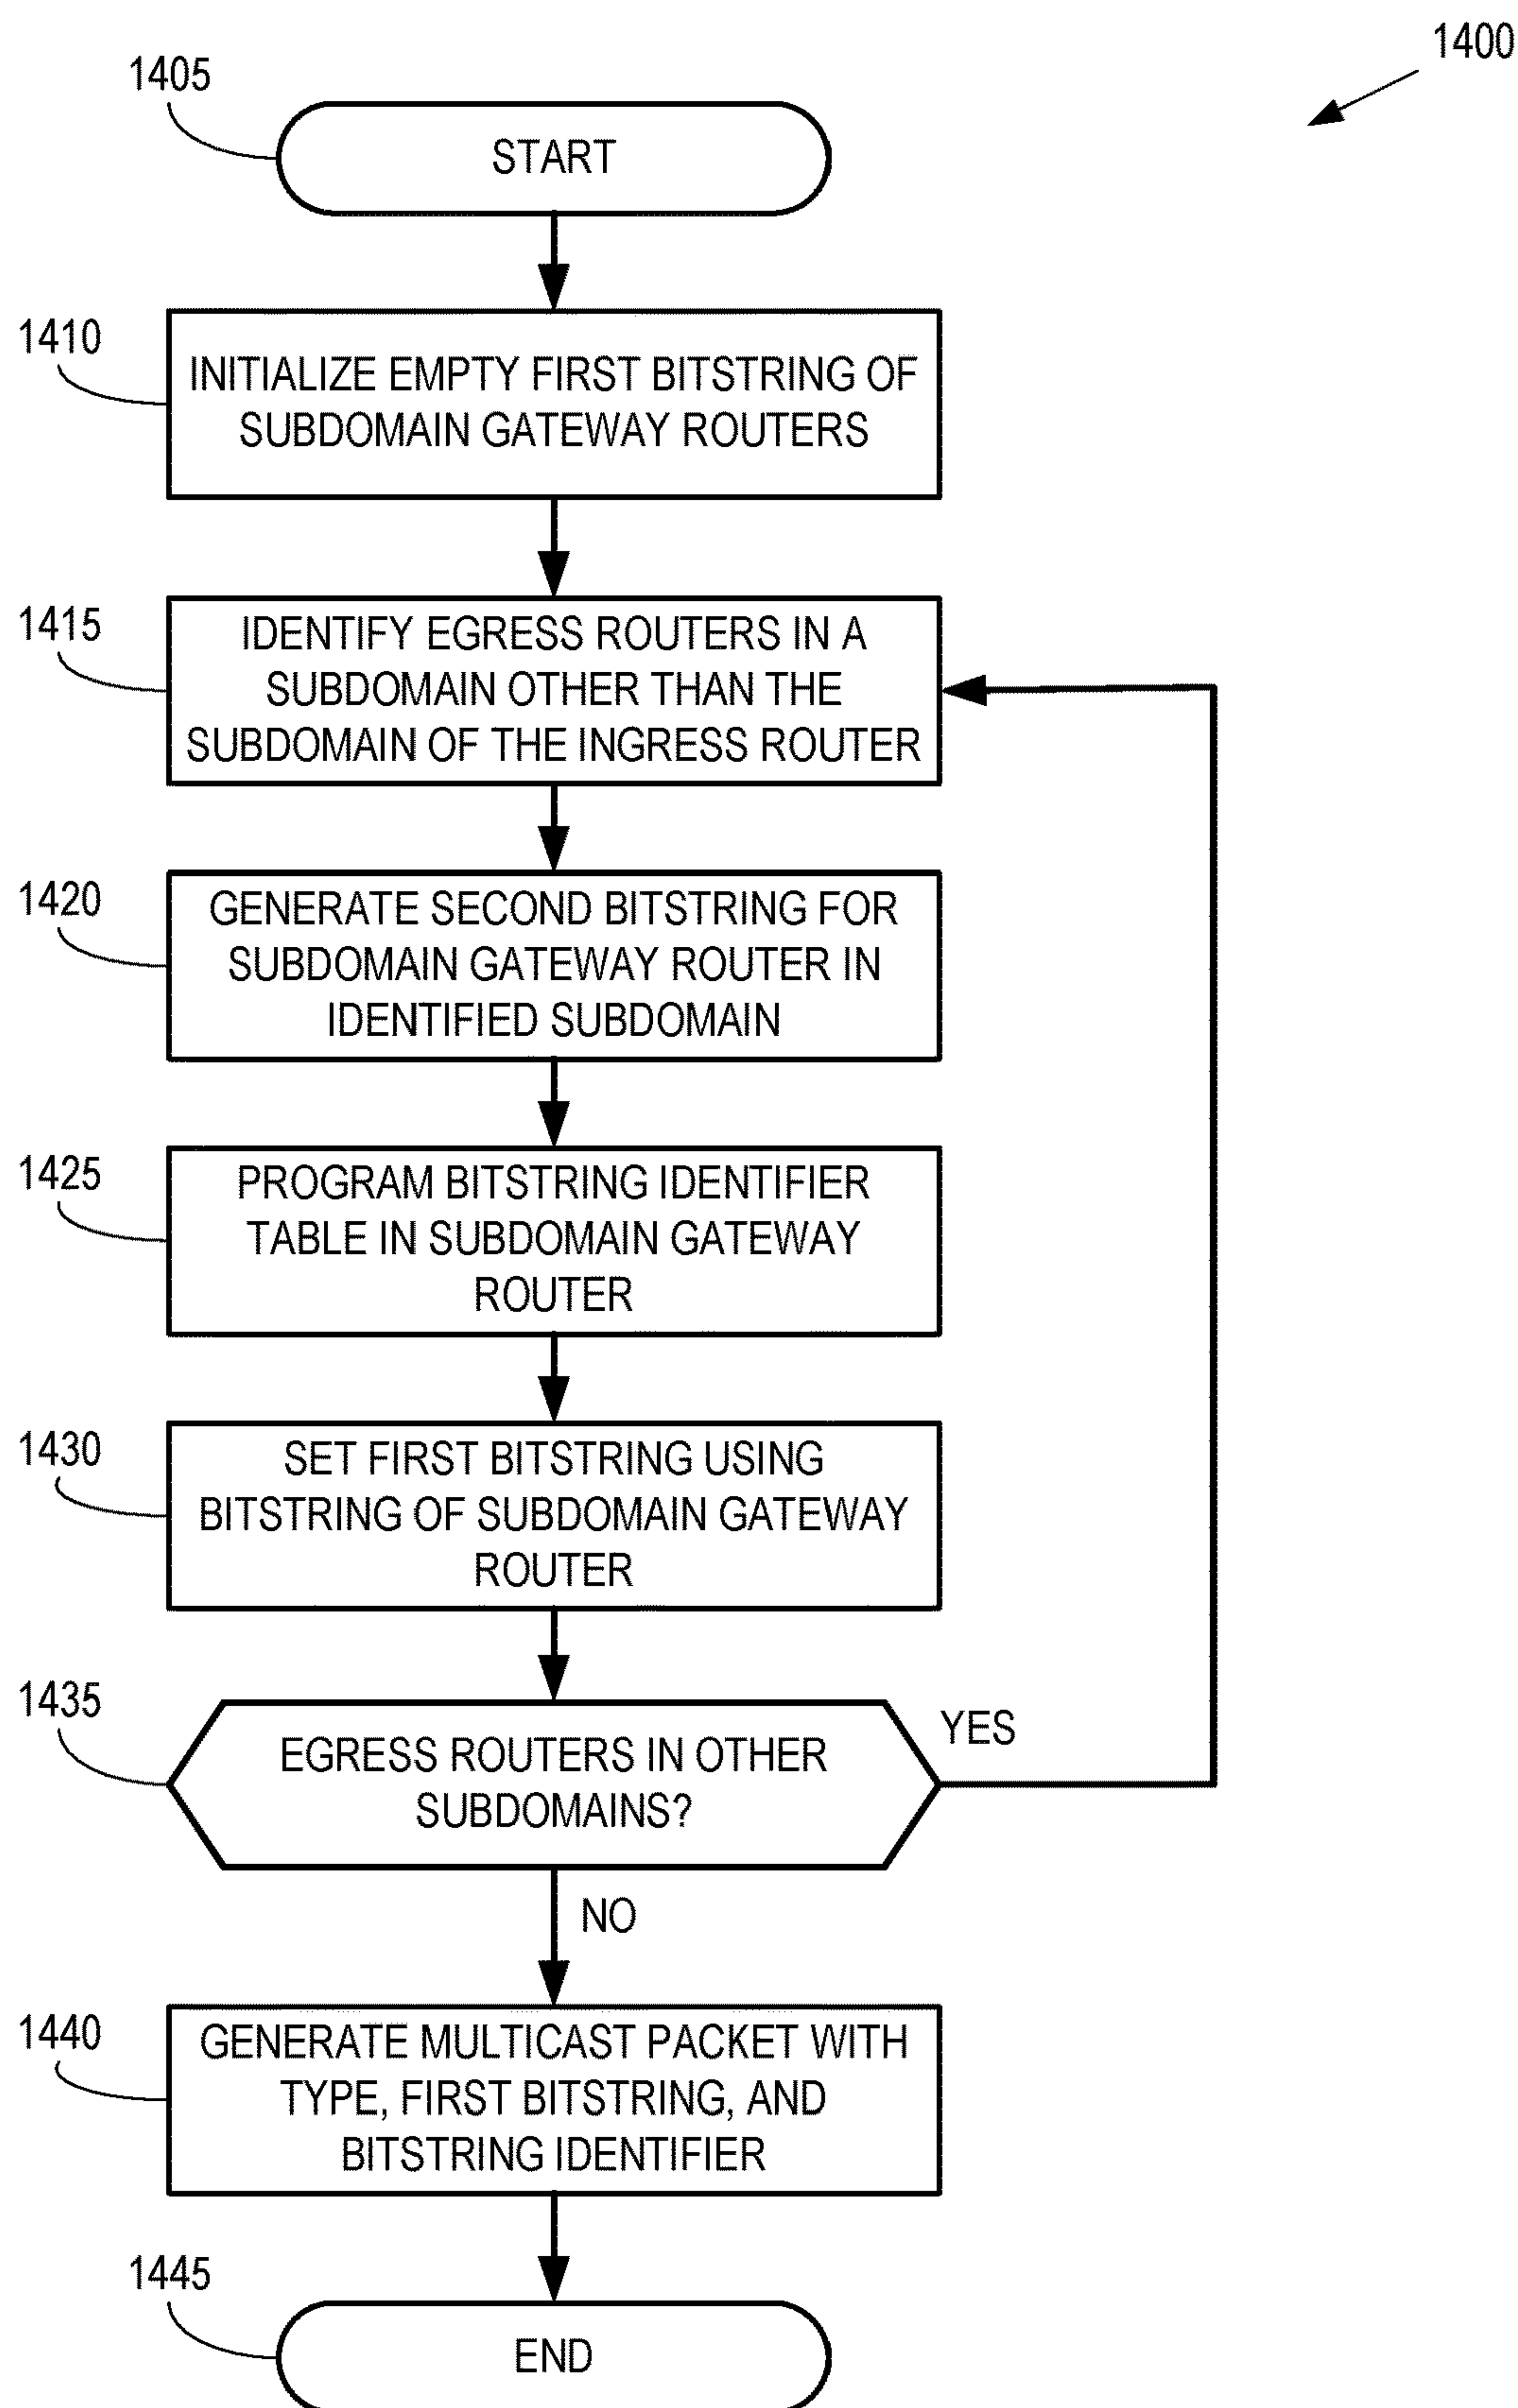 1400
1405
START
1410
INITIALIZE EMPTY FIRST BITSTRING OF
SUBDOMAIN GATEWAY ROUTERS
1415
IDENTIFY EGRESS ROUTERS IN A
SUBDOMAIN OTHER THAN THE
SUBDOMAIN OF THE INGRESS ROUTER
1420
GENERATE SECOND BITSTRING FOR
SUBDOMAIN GATEWAY ROUTER IN
IDENTIFIED SUBDOMAIN
1425
PROGRAM BITSTRING IDENTIFIER
TABLE IN SUBDOMAIN GATEWAY
ROUTER
1430
SET FIRST BITSTRING USING
BITSTRING OF SUBDOMAIN GATEWAY
ROUTER
1435
EGRESS ROUTERS IN OTHER
SUBDOMAINS?
YES
NO
1440
GENERATE MULTICAST PACKET WITH
TYPE, FIRST BITSTRING, AND
BITSTRING IDENTIFIER
1445
END